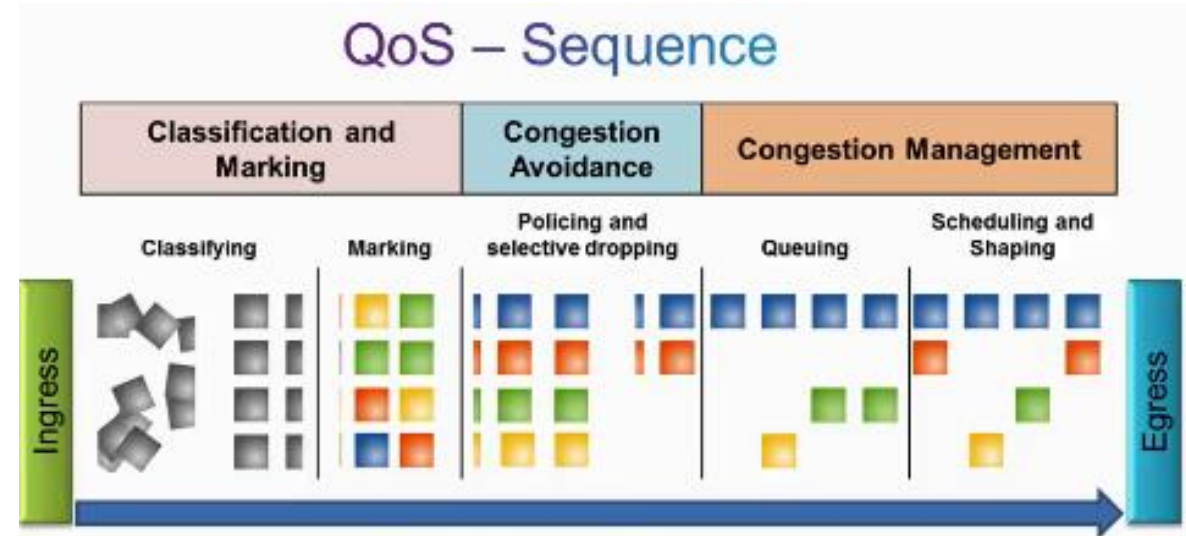 QoS – Sequence
Classification and
Marking
Congestion
Avoidance
Congestion Management
Classifying
Marking
Policing and
selective dropping
Queuing
Scheduling and
Shaping
Ingress
Egress